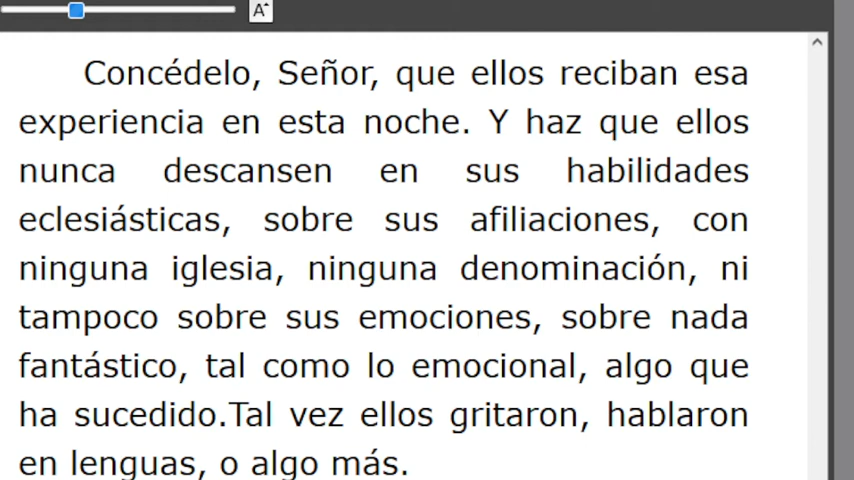 A
Concédelo, Señor, que ellos reciban esa
experiencia en esta noche. Y haz que ellos
nunca descansen en sus habilidades
eclesiásticas, sobre sus afiliaciones, con
ninguna iglesia, ninguna denominación, ni
tampoco sobre sus emociones, sobre nada
fantástico, tal como lo emocional, algo que
ha sucedido.Tal vez ellos gritaron, hablaron
en lenguas, o algo más.